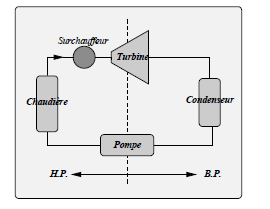 Surchauffeur
Turbine
Chaudière
Condenseur
Pompe
H.P.
B.P.